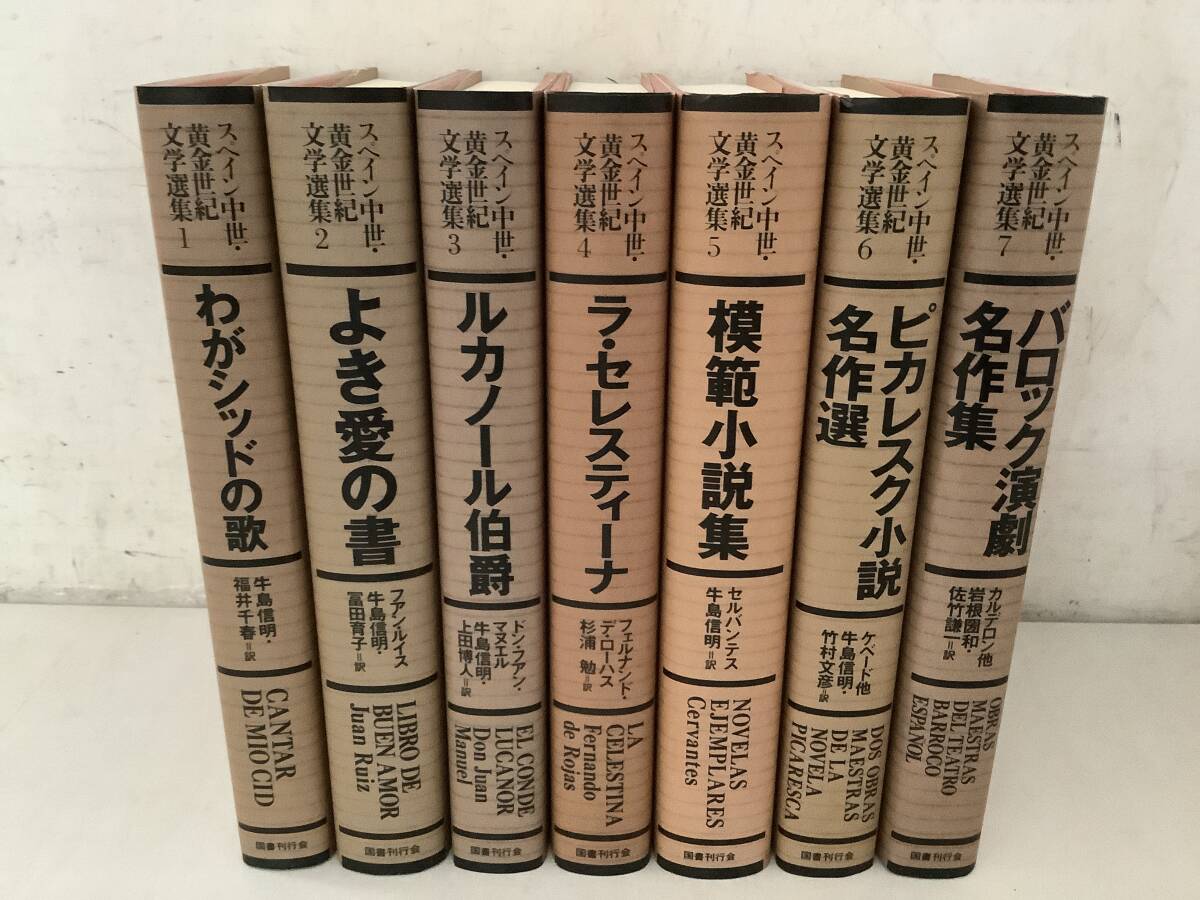 スペイン中世・
黄金世紀
文学選集1
わがシッドの歌
牛島信明・
福井千春=訳
CANTAR
DE MIO CID
国書刊行会
スペイン中世・
黄金世紀
文学選集2
よき愛の書
ファン・ルイス
牛島信明・
冨田育子=訳
LIBRO DE
BUEN AMOR
Juan Ruiz
国書刊行会
スペイン中世・
黄金世紀
文学選集3
ルカノール伯爵
ドン・ファン・
マヌエル
牛島信明・
上田博人=訳
EL CONDE
LUCANOR
Don Juan
Manuel
国書刊行会
スペイン中世・
黄金世紀
文学選集4
ラ・セレスティーナ
フェルナンド・
デ・ローハス
杉浦 勉=訳
LA
CELESTINA
Fernando
de Rojas
国書刊行会
スペイン中世・
黄金世紀
文学選集5
模範小説集
セルバンテス
牛島信明=訳
NOVELAS
EJEMPLARES
Cervantes
国書刊行会
スペイン中世・
黄金世紀
文学選集6
ピカレスク小説
名作選
ケベード他
牛島信明・
竹村文彦=訳
DOS OBRAS
MAESTRAS
DE LA
NOVELA
PICARESCA
国書刊行会
スペイン中世・
黄金世紀
文学選集7
バロック演劇
名作集
カルデロン他
岩根圀和・
佐竹謙一=訳
OBRAS
MAESTRAS
DEL TEATRO
BARROCO
ESPAÑOL
国書刊行会